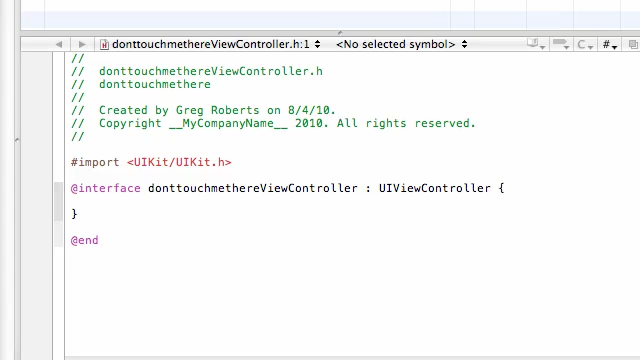 donttouchmethereViewController.h:1 <No selected symbol> C #
//
// donttouchmethereViewController.h
// donttouchmethere
//
// Created by Greg Roberts on 8/4/10.
// Copyright __MyCompanyName__ 2010. All rights reserved.
//
#import <UIKit/UIKit.h>
@interface donttouchmethereViewController : UIViewController {
}
@end